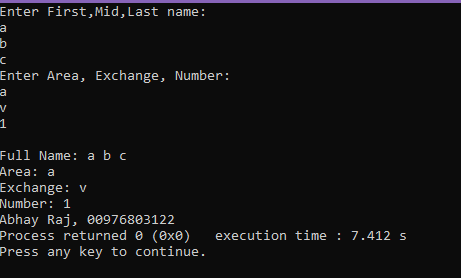 Enter First,Mid,Last name:
a
b
c
Enter Area, Exchange, Number:
a
v
1
Full Name: a b c
Area: a
Exchange: v
Number: 1
Abhay Raj, 00976803122
Process returned 0 (0x0)   execution time : 7.412 s
Press any key to continue.